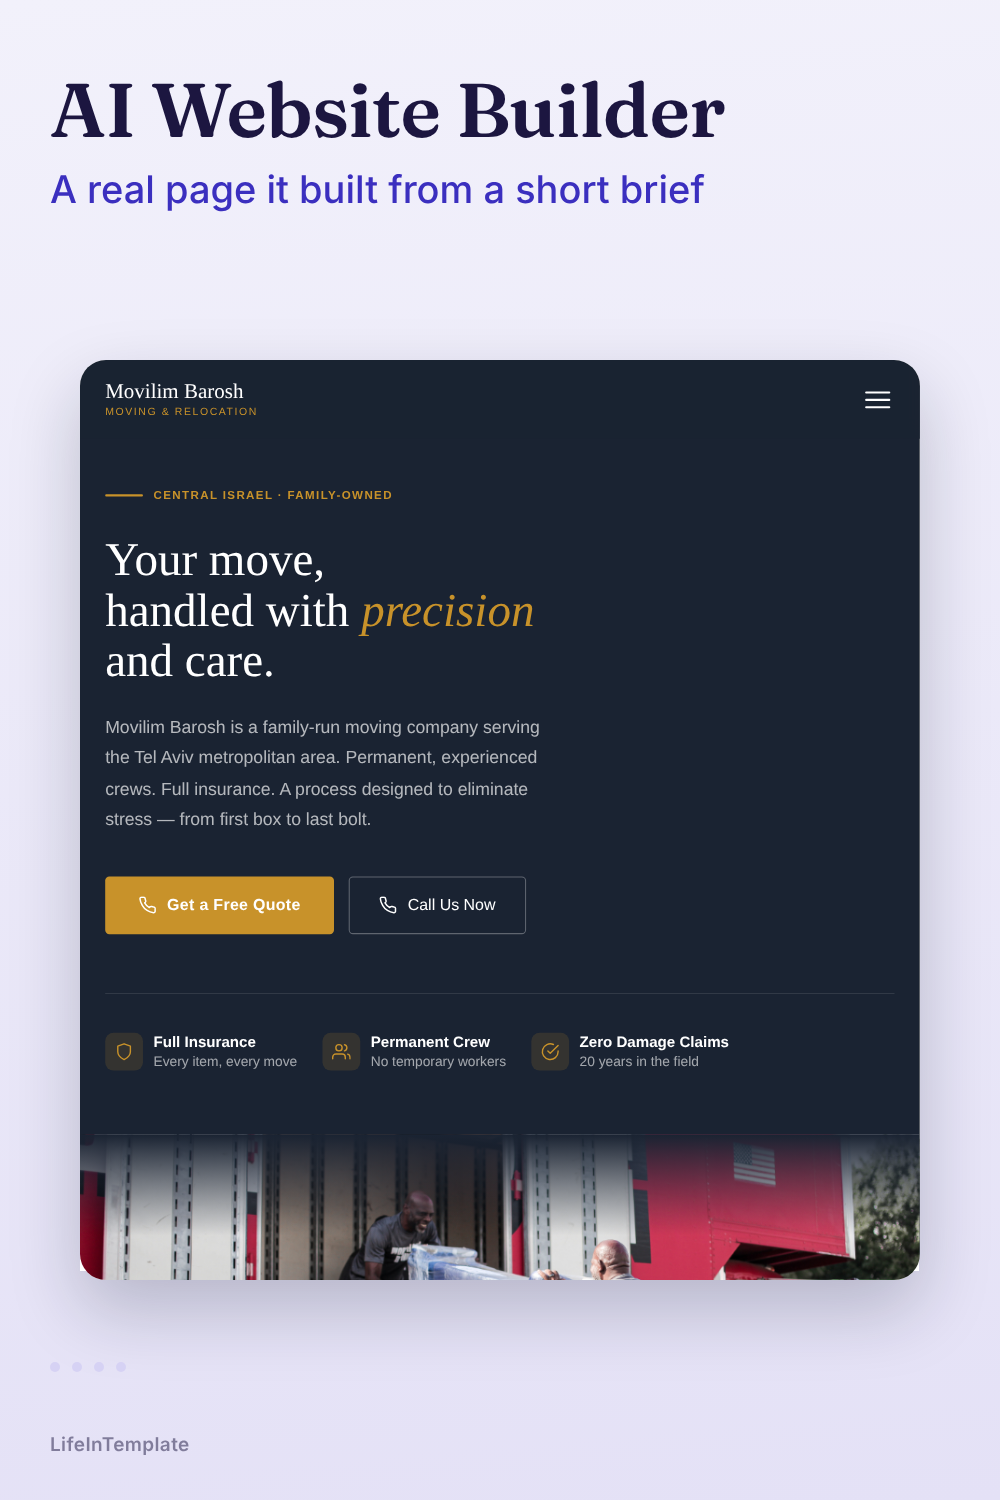 AI Website Builder
A real page it built from a short brief
Movilim Barosh
MOVING & RELOCATION
CENTRAL ISRAEL · FAMILY-OWNED
Your move,
handled with precision
and care.
Movilim Barosh is a family-run moving company serving
the Tel Aviv metropolitan area. Permanent, experienced
crews. Full insurance. A process designed to eliminate
stress — from first box to last bolt.
Get a Free Quote
Call Us Now
Full Insurance
Every item, every move
Permanent Crew
No temporary workers
Zero Damage Claims
20 years in the field
LifeInTemplate